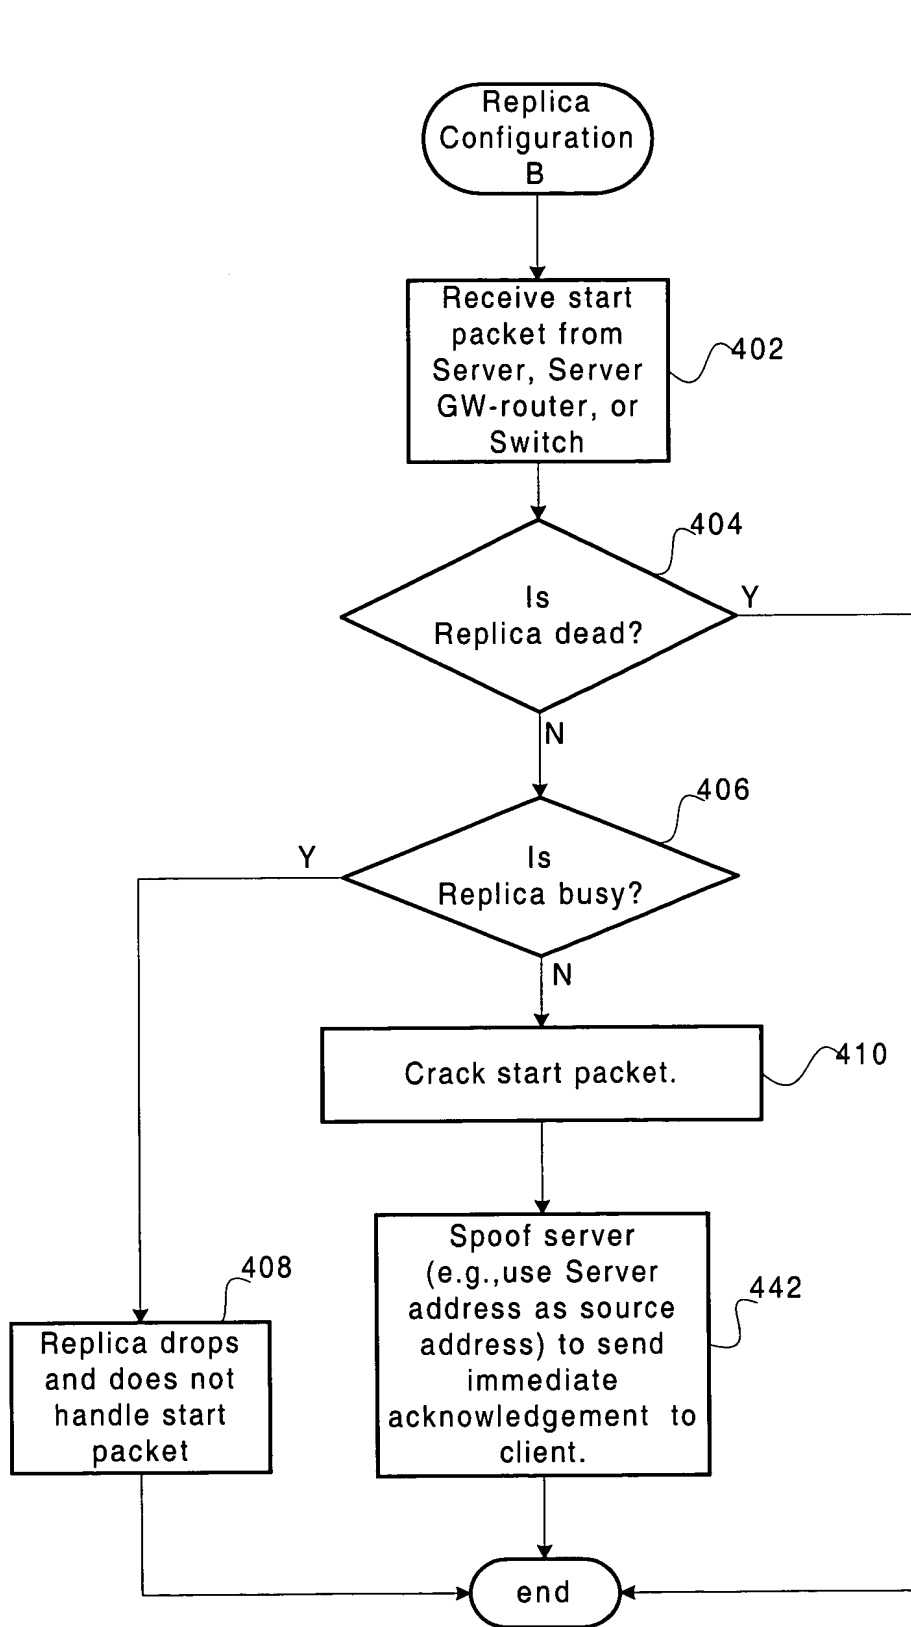 Replica
Configuration
B
Receive start
packet from
Server, Server
GW-router, or
Switch
402
404
Is
Replica dead?
Y
N
406
Is
Replica busy?
Y
N
Crack start packet.
410
Spoof server
(e.g.,use Server
address as source
address) to send
immediate
acknowledgement to
client.
442
408
Replica drops
and does not
handle start
packet
end